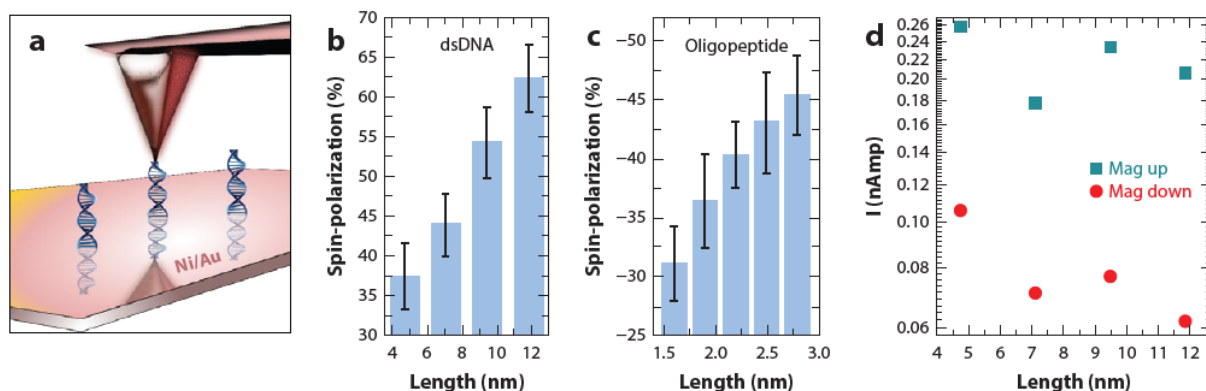 a
Ni/Au
b
dsDNA
Spin-polarization (%)
70
65
60
55
50
45
40
35
30
4 6 8 10 12
Length (nm)
c
Oligopeptide
Spin-polarization (%)
−50
−45
−40
−35
−30
−25
1.5 2.0 2.5 3.0
Length (nm)
d
I (nAmp)
0.26
0.24
0.22
0.20
0.18
0.16
0.14
0.12
0.10
0.08
0.06
Mag up
Mag down
4 5 6 7 8 9 10 11 12
Length (nm)